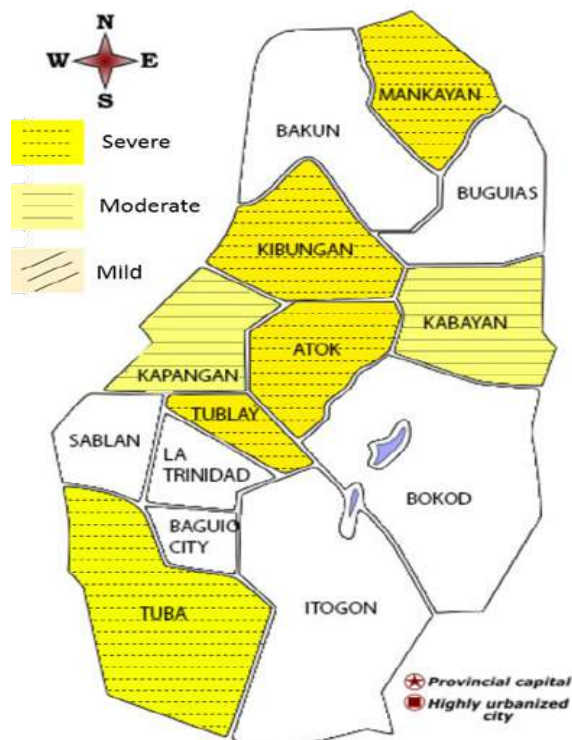 N
W E
S
MANKAYAN
BAKUN
Severe
BUGUIAS
Moderate
KIBUNGAN
Mild
KABAYAN
ATOK
KAPANGAN
TUBLAY
SABLAN
LA
TRINIDAD
BOKOD
BAGUIO
CITY
ITOGON
TUBA
Provincial capital
Highly urbanized
city